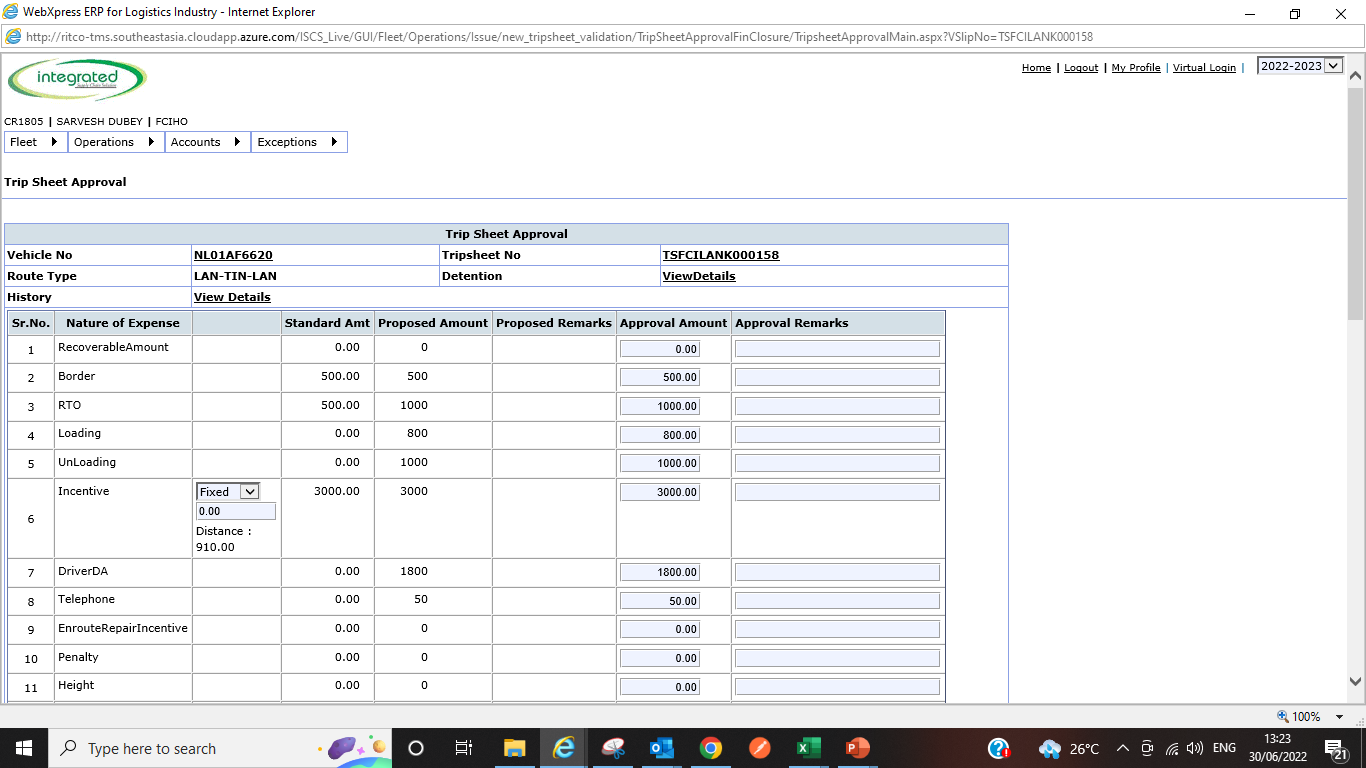 WebXpress ERP for Logistics Industry - Internet Explorer
http://ritco-tms.southeastasia.cloudapp.azure.com/ISCS_Live/GUI/Fleet/Operations/Issue/new_tripsheet_validation/TripSheetApprovalFinClosure/TripsheetApprovalMain.aspx?VSlipNo=TSFCILANK000158
integrated
Supply Chain Solution
Home | Logout | My Profile | Virtual Login | 2022-2023
CR1805 | SARVESH DUBEY | FCIHO
Fleet Operations Accounts Exceptions
Trip Sheet Approval
Trip Sheet Approval
Vehicle No NL01AF6620 Tripsheet No TSFCILANK000158
Route Type LAN-TIN-LAN Detention ViewDetails
History View Details
Sr.No. Nature of Expense Standard Amt Proposed Amount Proposed Remarks Approval Amount Approval Remarks
1 RecoverableAmount 0.00 0 0.00
2 Border 500.00 500 500.00
3 RTO 500.00 1000 1000.00
4 Loading 0.00 800 800.00
5 UnLoading 0.00 1000 1000.00
6 Incentive Fixed 3000.00 3000 3000.00
0.00
Distance :
910.00
7 DriverDA 0.00 1800 1800.00
8 Telephone 0.00 50 50.00
9 EnrouteRepairIncentive 0.00 0 0.00
10 Penalty 0.00 0 0.00
11 Height 0.00 0 0.00
100%
Type here to search
26°C ENG 13:23
30/06/2022
21